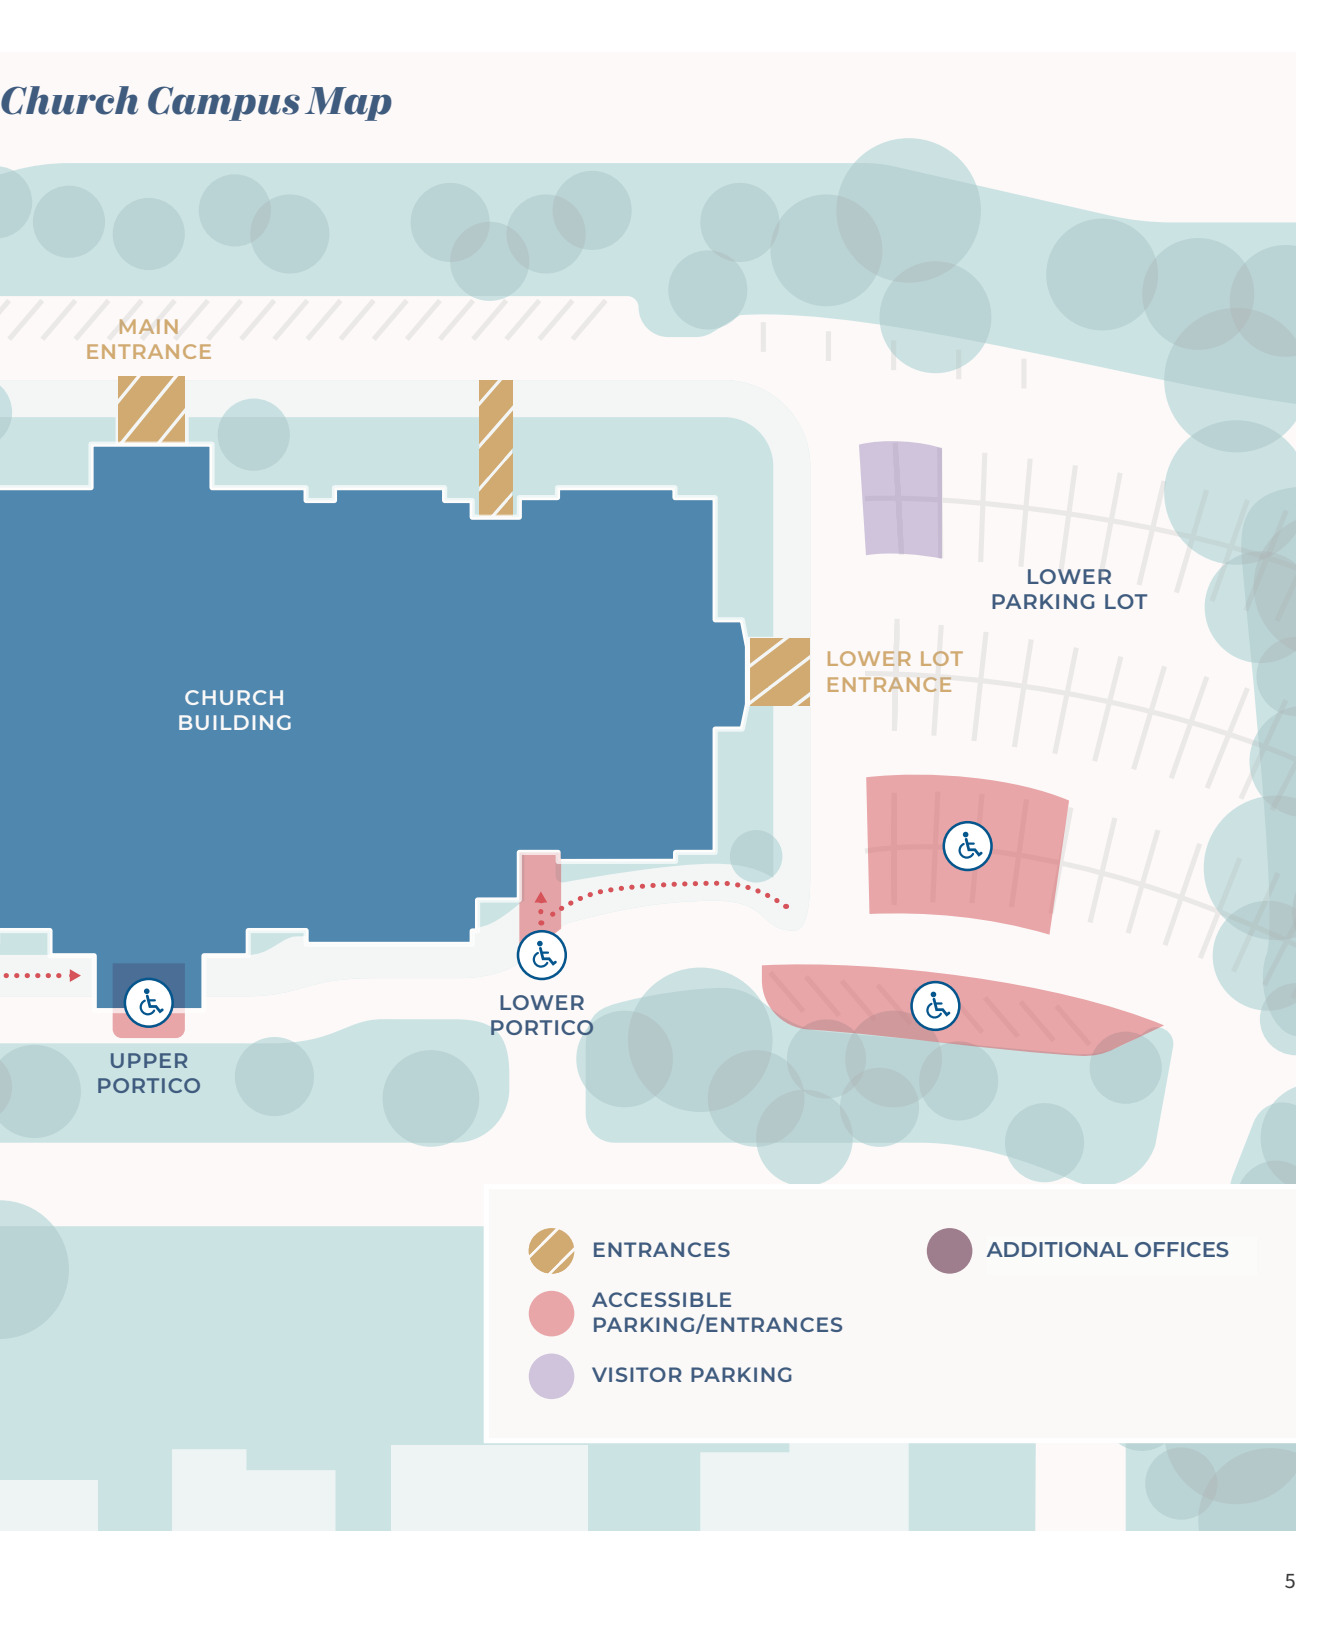 Church Campus Map
MAIN
ENTRANCE
LOWER
PARKING LOT
LOWER LOT
ENTRANCE
CHURCH
BUILDING
LOWER
PORTICO
UPPER
PORTICO
ENTRANCES
ACCESSIBLE
PARKING/ENTRANCES
VISITOR PARKING
ADDITIONAL OFFICES
5